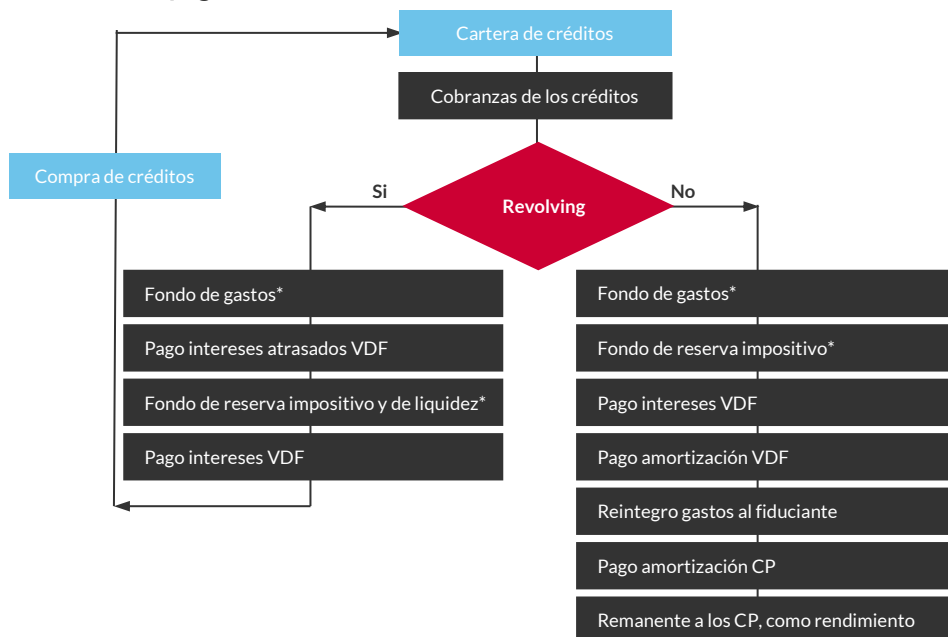 Cartera de créditos
Cobranzas de los créditos
Compra de créditos
Si
Revolving
No
Fondo de gastos*
Pago intereses atrasados VDF
Fondo de reserva impositivo y de liquidez*
Pago intereses VDF
Fondo de gastos*
Fondo de reserva impositivo*
Pago intereses VDF
Pago amortización VDF
Reintegro gastos al fiduciante
Pago amortización CP
Remanente a los CP, como rendimiento